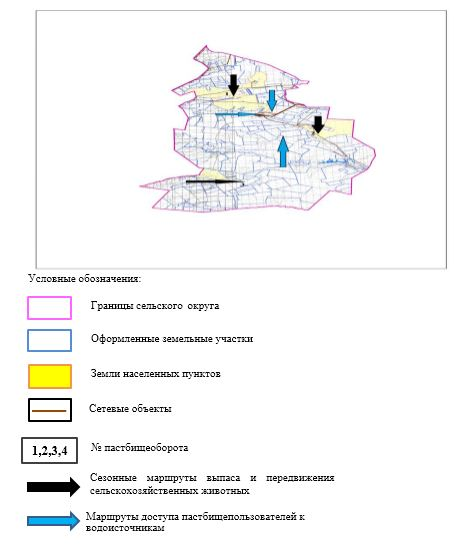 Условные обозначения:
Границы сельского округа
Оформленные земельные участки
Земли населенных пунктов
Сетевые объекты
1,2,3,4 № пастбищеоборота
Сезонные маршруты выпаса и передвижения
сельскохозяйственных животных
Маршруты доступа пастбищепользователей к
водоисточникам